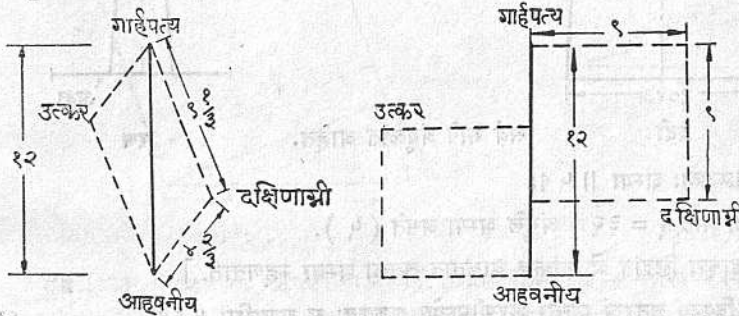 गार्हपत्य
उत्कर
१२
९ १/३
दक्षिणाग्नी
४ २/३
आहवनीय
गार्हपत्य
९
उत्कर
१२
९
दक्षिणाग्नी
आहवनीय